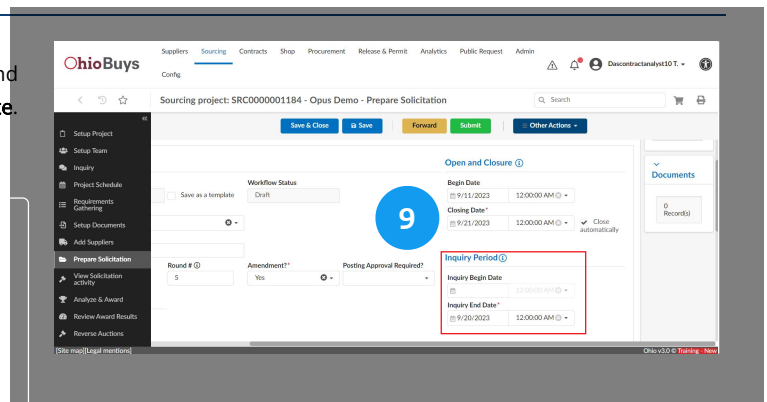 OhioBuys
Suppliers Sourcing Contracts Shop Procurement Release & Permit Analytics Public Request Admin
Config
Dascontractanalyst10 T.
nd
te.
Sourcing project: SRC0000001184 - Opus Demo - Prepare Solicitation
Search
Save & Close Save Forward Submit Other Actions
Setup Project
Setup Team
Inquiry
Project Schedule
Requirements
Gathering
Setup Documents
Add Suppliers
Prepare Solicitation
View Solicitation
activity
Analyze & Award
Review Award Results
Reverse Auctions
Save as a template
Workflow Status
Draft
Round #
5
Amendment?*
Yes
Posting Approval Required?
9
Open and Closure
Begin Date
9/11/2023 12:00:00 AM
Closing Date*
9/21/2023 12:00:00 AM
Close
automatically
Inquiry Period
Inquiry Begin Date
12:00:00 AM
Inquiry End Date*
9/20/2023 12:00:00 AM
Documents
0
Record(s)
[Site map][Legal mentions]
Ohio v3.0 © Training - New